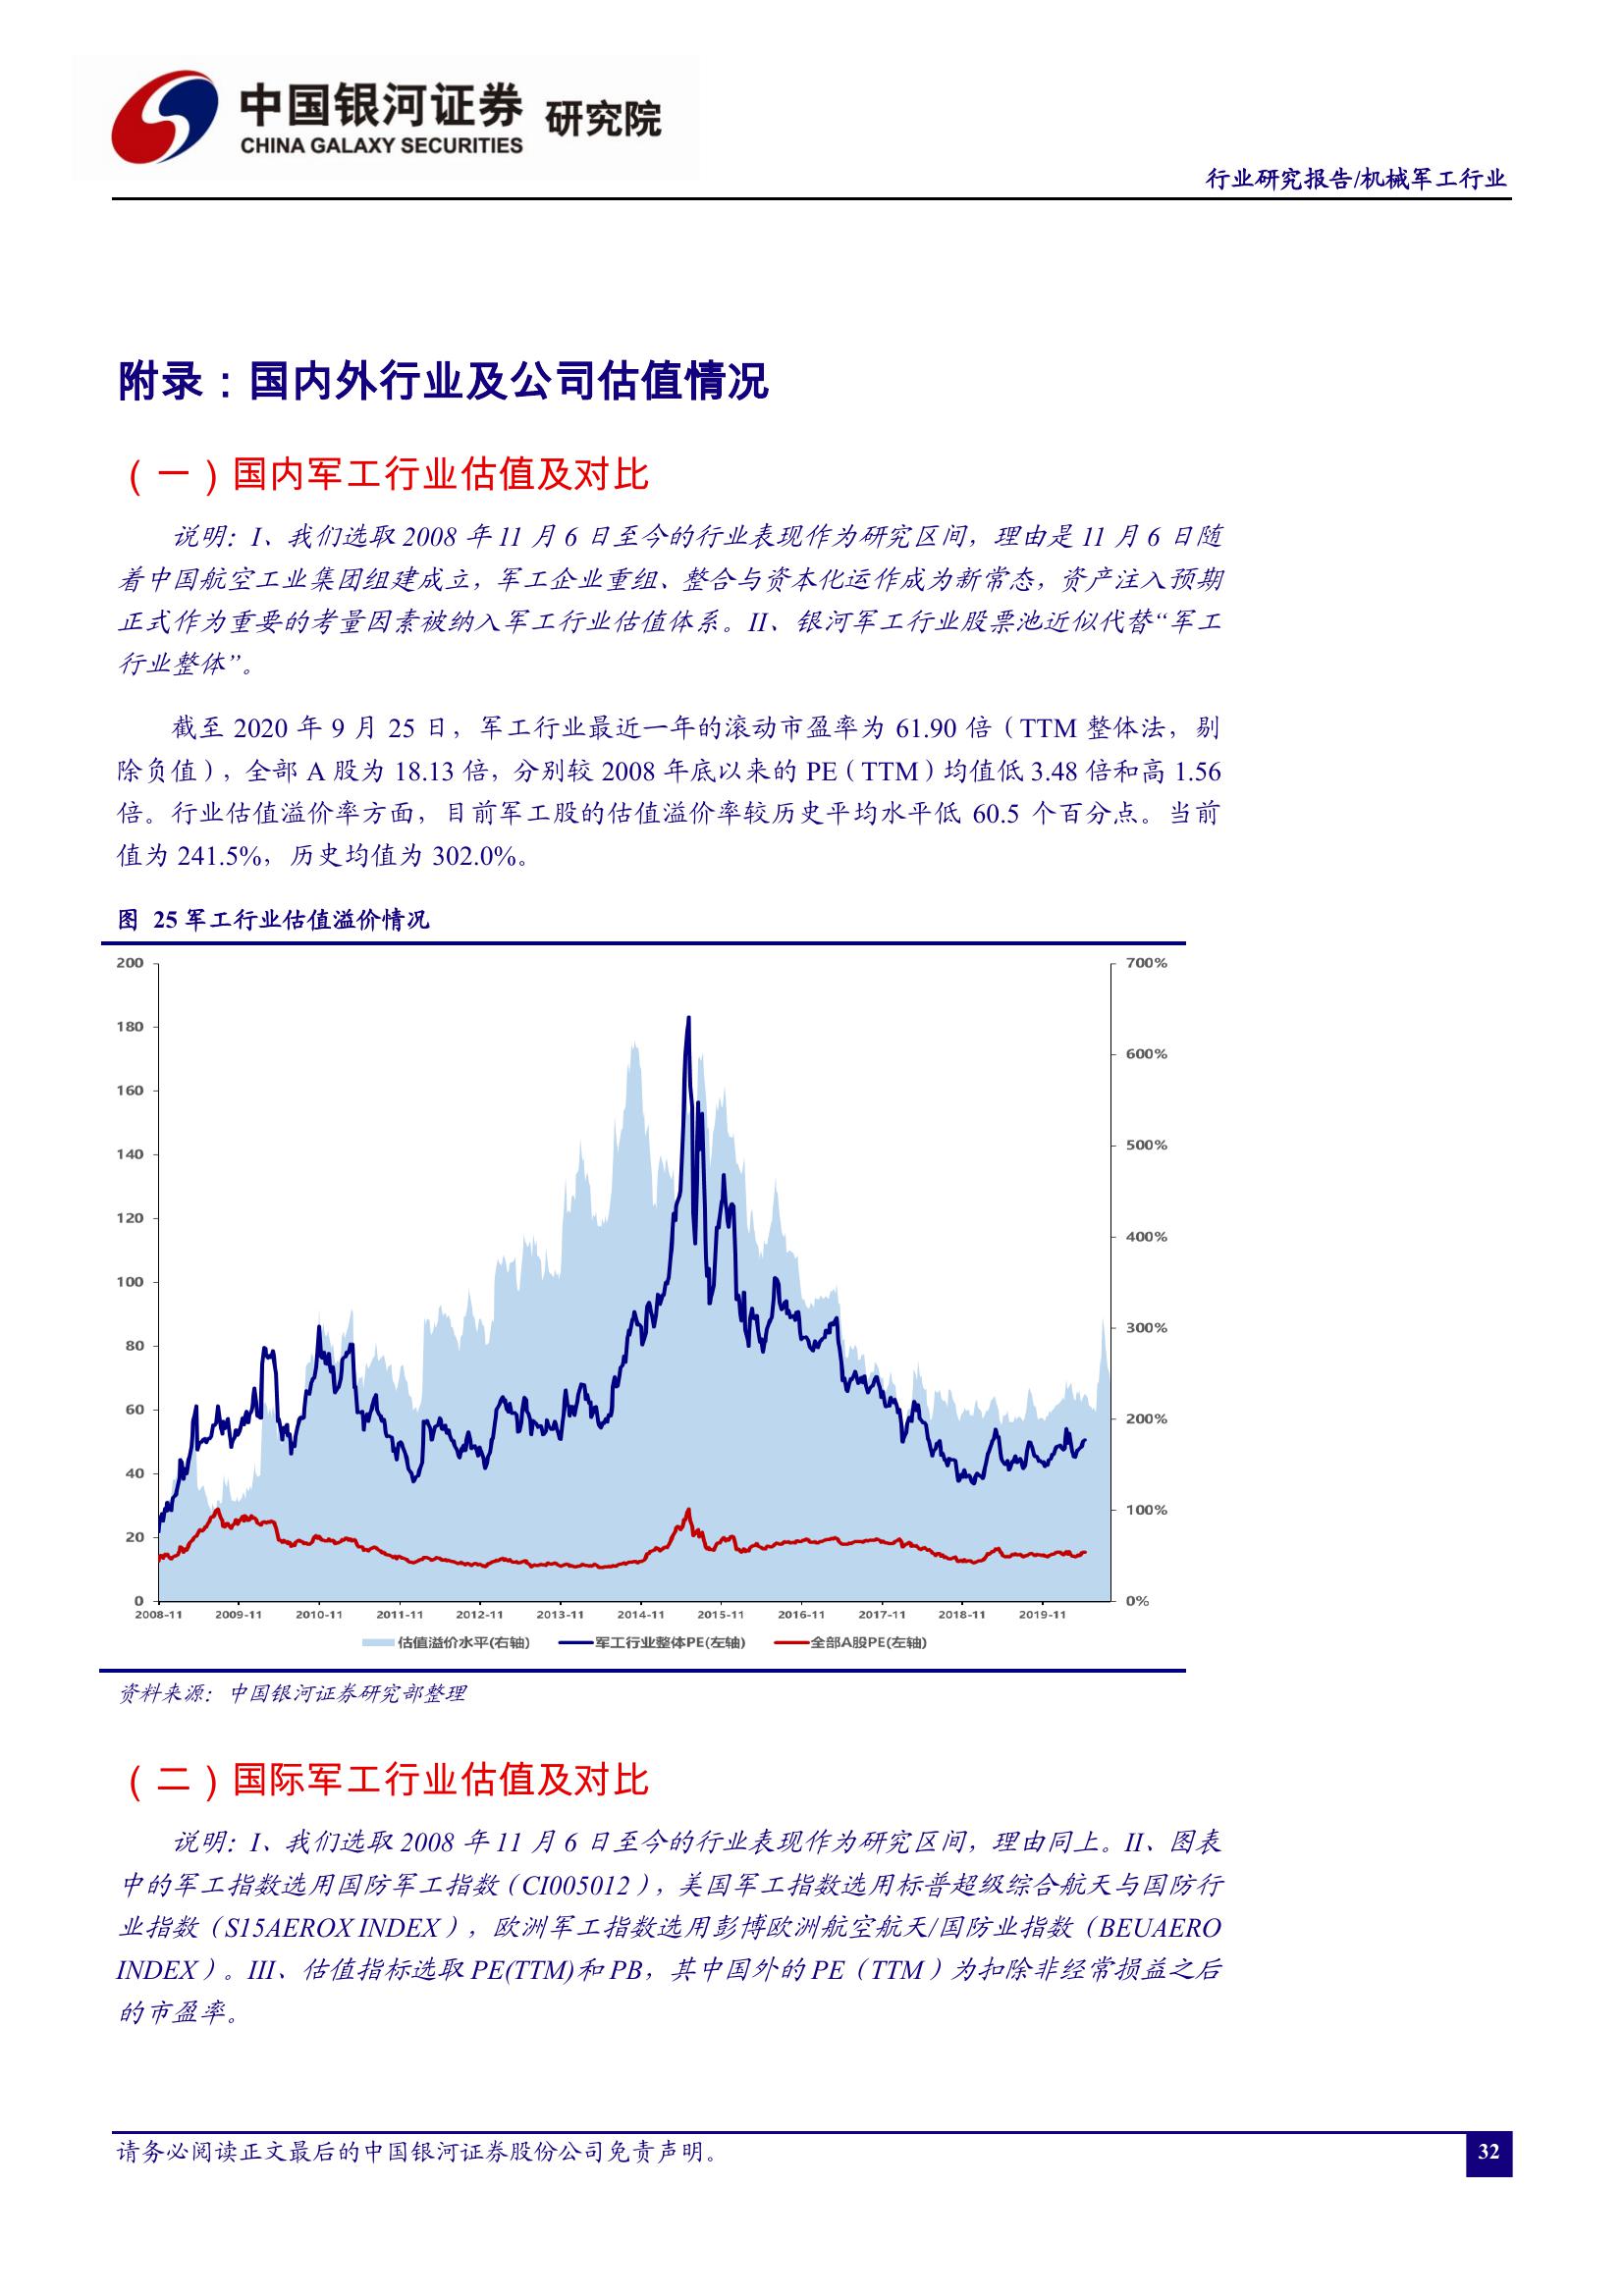 中国银河证券 研究院
CHINA GALAXY SECURITIES
行业研究报告/机械军工行业
附录：国内外行业及公司估值情况
（一）国内军工行业估值及对比
说明：I、我们选取 2008 年 11 月 6 日至今的行业表现作为研究区间，理由是 11 月 6 日随
着中国航空工业集团组建成立，军工企业重组、整合与资本化运作成为新常态，资产注入预期
正式作为重要的考量因素被纳入军工行业估值体系。II、银河军工行业股票池近似代替“军工
行业整体”。
截至 2020 年 9 月 25 日，军工行业最近一年的滚动市盈率为 61.90 倍（TTM 整体法，剔
除负值），全部 A 股为 18.13 倍，分别较 2008 年底以来的 PE（TTM）均值低 3.48 倍和高 1.56
倍。行业估值溢价率方面，目前军工股的估值溢价率较历史平均水平低 60.5 个百分点。当前
值为 241.5%，历史均值为 302.0%。
图 25 军工行业估值溢价情况
200
180
160
140
120
100
80
60
40
20
0
700%
600%
500%
400%
300%
200%
100%
0%
2008-11 2009-11 2010-11 2011-11 2012-11 2013-11 2014-11 2015-11 2016-11 2017-11 2018-11 2019-11
估值溢价水平(右轴) 军工行业整体PE(左轴) 全部A股PE(左轴)
资料来源：中国银河证券研究部整理
（二）国际军工行业估值及对比
说明：I、我们选取 2008 年 11 月 6 日至今的行业表现作为研究区间，理由同上。II、图表
中的军工指数选用国防军工指数（CI005012），美国军工指数选用标普超级综合航天与国防行
业指数（S15AEROX INDEX），欧洲军工指数选用彭博欧洲航空航天/国防业指数（BEUAERO
INDEX）。III、估值指标选取 PE(TTM)和 PB，其中国外的 PE（TTM）为扣除非经常损益之后
的市盈率。
请务必阅读正文最后的中国银河证券股份公司免责声明。
32